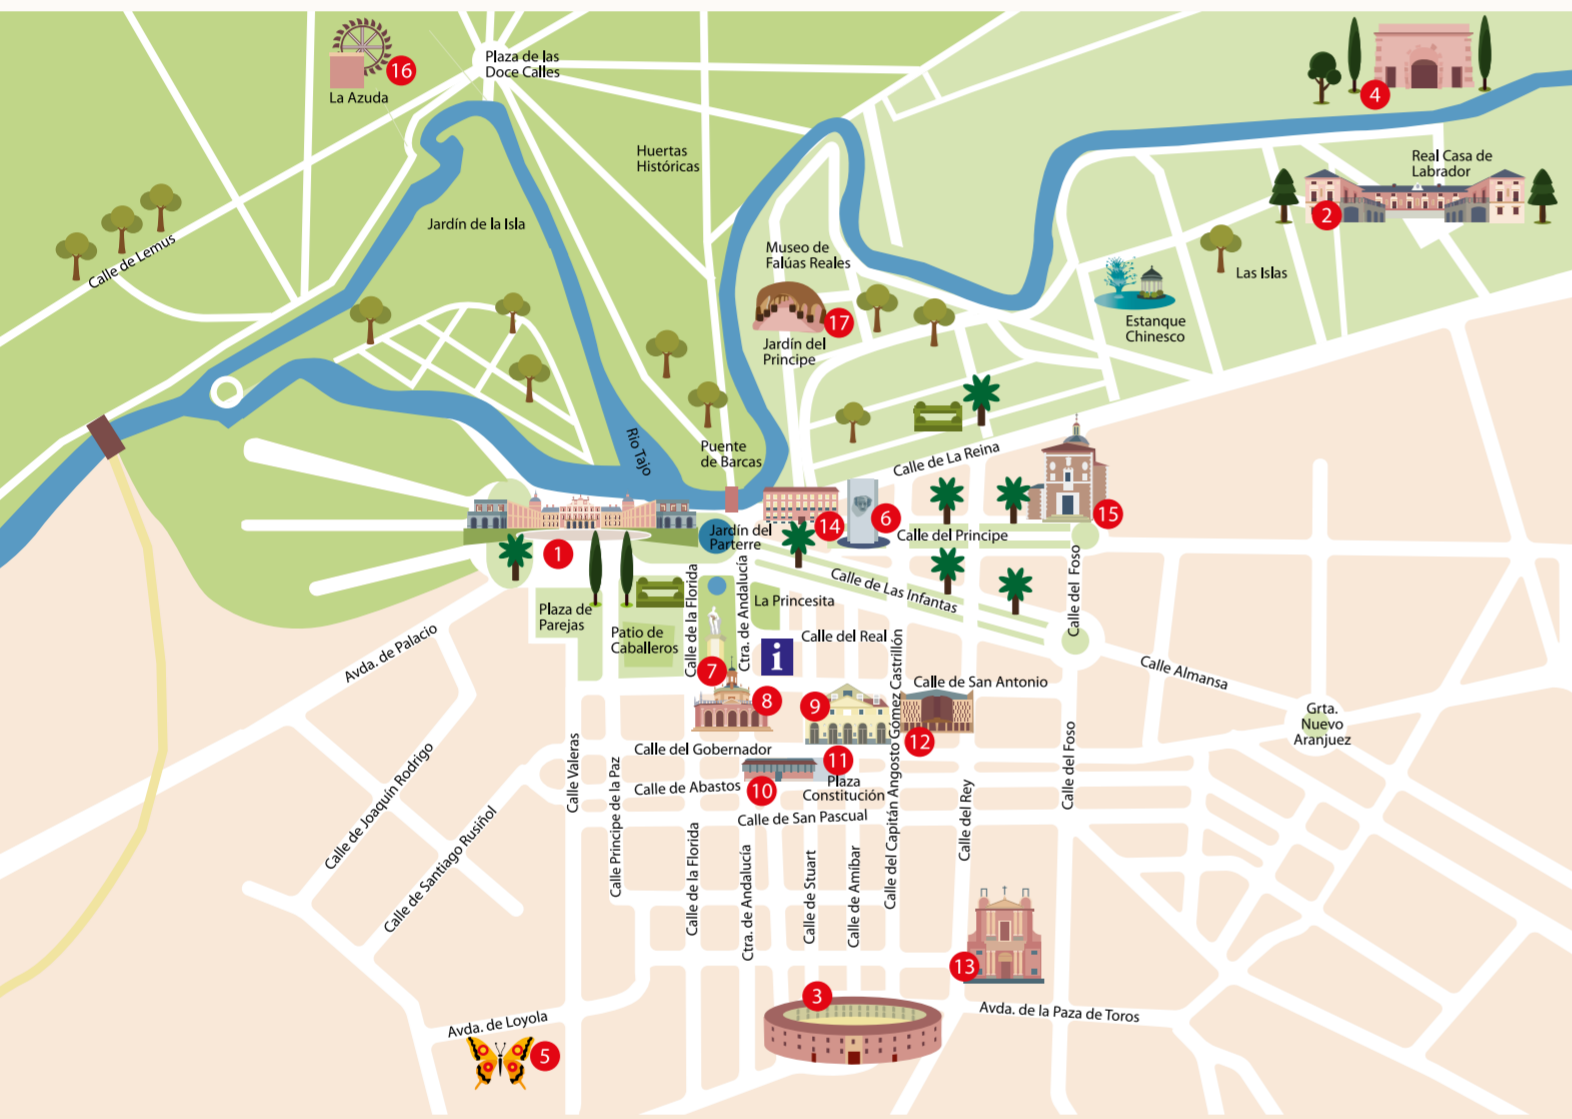 16
La Azuda
Plaza de las
Doce Calles
4
Huertas
Históricas
Real Casa de
Labrador
2
Jardín de la Isla
Calle de Lemus
Museo de
Falúas Reales
17
Jardín del
Principe
Las Islas
Estanque
Chinesco
Rio Tajo
Puente
de Barcas
Calle de La Reina
1
Jardín del
Parterre
14
6
Calle del Principe
15
Calle del Foso
Calle de Las Infantas
Plaza de
Parejas
Patio de
Caballeros
Calle de la Florida
Ctra. de Andalucía
La Princesita
i
Calle del Real
Avda. de Palacio
7
8
9
Calle de San Antonio
12
Calle Almansa
Grta.
Nuevo
Aranjuez
Calle del Gobernador
11
Calle de Abastos
10
Plaza
Constitución
Calle de San Pascual
Calle de Joaquín Rodrigo
Calle de Santiago Rusiñol
Calle Valeras
Calle Principe de la Paz
Calle de la Florida
Ctra. de Andalucía
Calle de Stuart
Calle de Amibar
Calle del Capitán Angosto Gómez Castrillón
Calle del Rey
Calle del Foso
13
3
Avda. de la Paza de Toros
Avda. de Loyola
5